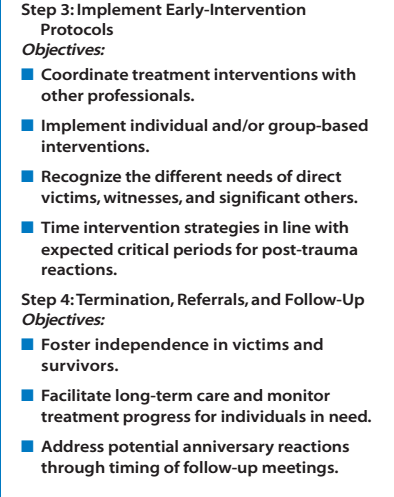 Step 3: Implement Early-Intervention
Protocols
Objectives:
■ Coordinate treatment interventions with
other professionals.
■ Implement individual and/or group-based
interventions.
■ Recognize the different needs of direct
victims, witnesses, and significant others.
■ Time intervention strategies in line with
expected critical periods for post-trauma
reactions.
Step 4: Termination, Referrals, and Follow-Up
Objectives:
■ Foster independence in victims and
survivors.
■ Facilitate long-term care and monitor
treatment progress for individuals in need.
■ Address potential anniversary reactions
through timing of follow-up meetings.